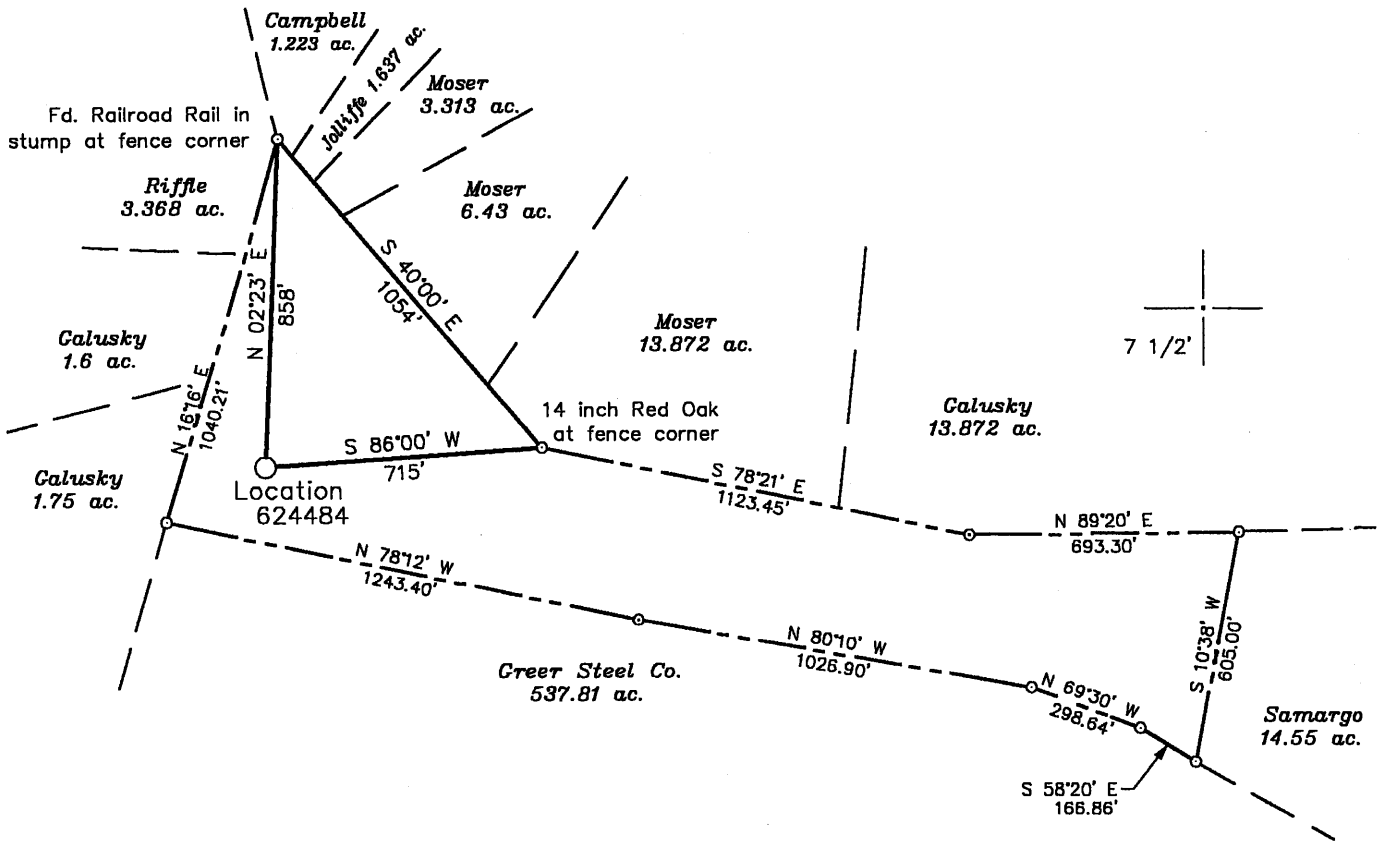 Campbell
1.223 ac.
Jolliffe 1.637 ac.
Moser
3.313 ac.
Fd. Railroad Rail in
stump at fence corner
Riffle
3.368 ac.
Moser
6.43 ac.
N 02°23' E
858'
S 40°00' E
1054'
Galusky
1.6 ac.
Moser
13.872 ac.
7 1/2'
N 16°16' E
1040.21'
Galusky
13.872 ac.
14 inch Red Oak
at fence corner
S 86°00' W
715'
Galusky
1.75 ac.
Location
624484
S 78°21' E
1123.45'
N 89°20' E
693.30'
N 78°12' W
1243.40'
S 10°38' W
605.00'
N 80°10' W
1026.90'
Greer Steel Co.
537.81 ac.
N 69°30' W
298.64'
Samargo
14.55 ac.
S 58°20' E
166.86'